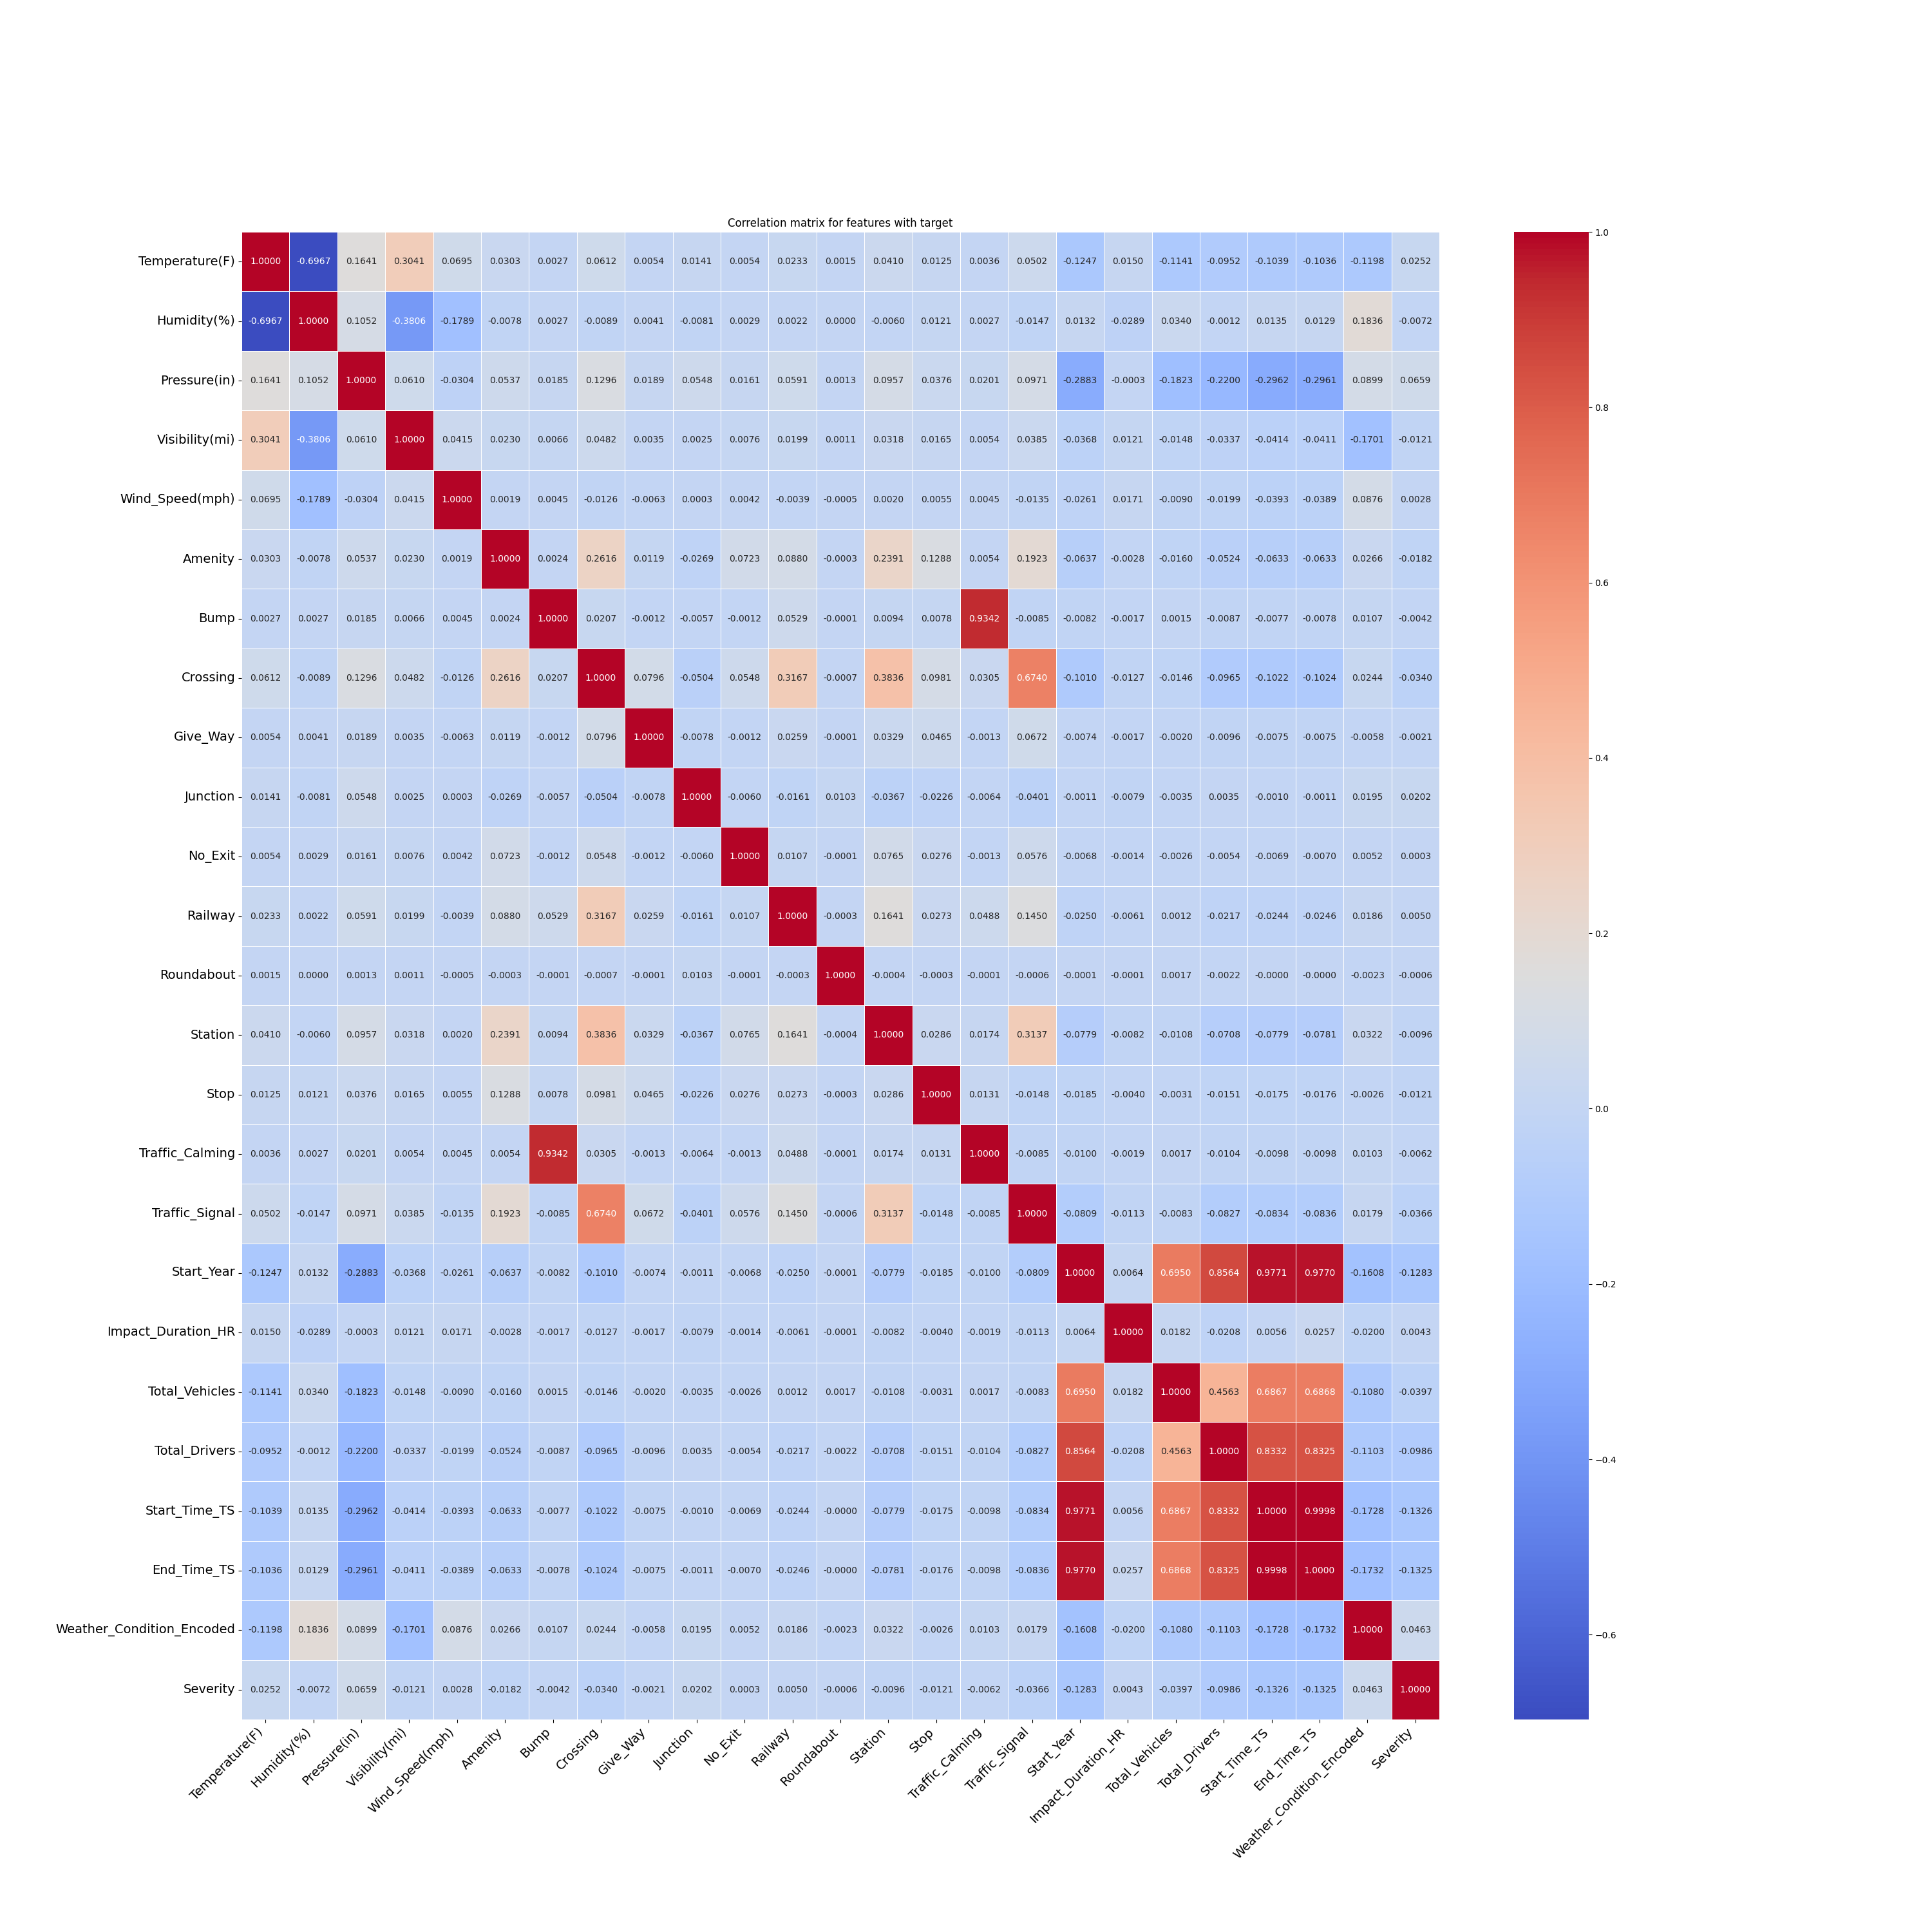 Correlation matrix for features with target
Temperature(F) 1.0000 -0.6967 0.1641 0.3041 0.0695 0.0303 0.0027 0.0612 0.0054 0.0141 0.0054 0.0233 0.0015 0.0410 0.0125 0.0036 0.0502 -0.1247 0.0150 -0.1141 -0.0952 -0.1039 -0.1036 -0.1198 0.0252
Humidity(%) -0.6967 1.0000 0.1052 -0.3806 -0.1789 -0.0078 0.0027 -0.0089 0.0041 -0.0081 0.0029 0.0022 0.0000 -0.0060 0.0121 0.0027 -0.0147 0.0132 -0.0289 0.0340 -0.0012 0.0135 0.0129 0.1836 -0.0072
Pressure(in) 0.1641 0.1052 1.0000 0.0610 -0.0304 0.0537 0.0185 0.1296 0.0189 0.0548 0.0161 0.0591 0.0013 0.0957 0.0376 0.0201 0.0971 -0.2883 -0.0003 -0.1823 -0.2200 -0.2962 -0.2961 0.0899 0.0659
Visibility(mi) 0.3041 -0.3806 0.0610 1.0000 0.0415 0.0230 0.0066 0.0482 0.0035 0.0025 0.0076 0.0199 0.0011 0.0318 0.0165 0.0054 0.0385 -0.0368 0.0121 -0.0148 -0.0337 -0.0414 -0.0411 -0.1701 -0.0121
Wind_Speed(mph) 0.0695 -0.1789 -0.0304 0.0415 1.0000 0.0019 0.0045 -0.0126 -0.0063 0.0003 0.0042 -0.0039 -0.0005 0.0020 0.0055 0.0045 -0.0135 -0.0261 0.0171 -0.0090 -0.0199 -0.0393 -0.0389 0.0876 0.0028
Amenity 0.0303 -0.0078 0.0537 0.0230 0.0019 1.0000 0.0024 0.2616 0.0119 -0.0269 0.0723 0.0880 -0.0003 0.2391 0.1288 0.0054 0.1923 -0.0637 -0.0028 -0.0160 -0.0524 -0.0633 -0.0633 0.0266 -0.0182
Bump 0.0027 0.0027 0.0185 0.0066 0.0045 0.0024 1.0000 0.0207 -0.0012 -0.0057 -0.0012 0.0529 -0.0001 0.0094 0.0078 0.9342 -0.0085 -0.0082 -0.0017 0.0015 -0.0087 -0.0077 -0.0078 0.0107 -0.0042
Crossing 0.0612 -0.0089 0.1296 0.0482 -0.0126 0.2616 0.0207 1.0000 0.0796 -0.0504 0.0548 0.3167 -0.0007 0.3836 0.0981 0.0305 0.6740 -0.1010 -0.0127 -0.0146 -0.0965 -0.1022 -0.1024 0.0244 -0.0340
Give_Way 0.0054 0.0041 0.0189 0.0035 -0.0063 0.0119 -0.0012 0.0796 1.0000 -0.0078 -0.0012 0.0259 -0.0001 0.0329 0.0465 -0.0013 0.0672 -0.0074 -0.0017 -0.0020 -0.0096 -0.0075 -0.0075 -0.0058 -0.0021
Junction 0.0141 -0.0081 0.0548 0.0025 0.0003 -0.0269 -0.0057 -0.0504 -0.0078 1.0000 -0.0060 -0.0161 0.0103 -0.0367 -0.0226 -0.0064 -0.0401 -0.0011 -0.0079 -0.0035 0.0035 -0.0010 -0.0011 0.0195 0.0202
No_Exit 0.0054 0.0029 0.0161 0.0076 0.0042 0.0723 -0.0012 0.0548 -0.0012 -0.0060 1.0000 0.0107 -0.0001 0.0765 0.0276 -0.0013 0.0576 -0.0068 -0.0014 -0.0026 -0.0054 -0.0069 -0.0070 0.0052 0.0003
Railway 0.0233 0.0022 0.0591 0.0199 -0.0039 0.0880 0.0529 0.3167 0.0259 -0.0161 0.0107 1.0000 -0.0003 0.1641 0.0273 0.0488 0.1450 -0.0250 -0.0061 0.0012 -0.0217 -0.0244 -0.0246 0.0186 0.0050
Roundabout 0.0015 0.0000 0.0013 0.0011 -0.0005 -0.0003 -0.0001 -0.0007 -0.0001 0.0103 -0.0001 -0.0003 1.0000 -0.0004 -0.0003 -0.0001 -0.0006 -0.0001 -0.0001 0.0017 -0.0022 -0.0000 -0.0000 -0.0023 -0.0006
Station 0.0410 -0.0060 0.0957 0.0318 0.0020 0.2391 0.0094 0.3836 0.0329 -0.0367 0.0765 0.1641 -0.0004 1.0000 0.0286 0.0174 0.3137 -0.0779 -0.0082 -0.0108 -0.0708 -0.0779 -0.0781 0.0322 -0.0096
Stop 0.0125 0.0121 0.0376 0.0165 0.0055 0.1288 0.0078 0.0981 0.0465 -0.0226 0.0276 0.0273 -0.0003 0.0286 1.0000 0.0131 -0.0148 -0.0185 -0.0040 -0.0031 -0.0151 -0.0175 -0.0176 -0.0026 -0.0121
Traffic_Calming 0.0036 0.0027 0.0201 0.0054 0.0045 0.0054 0.9342 0.0305 -0.0013 -0.0064 -0.0013 0.0488 -0.0001 0.0174 0.0131 1.0000 -0.0085 -0.0100 -0.0019 0.0017 -0.0104 -0.0098 -0.0098 0.0103 -0.0062
Traffic_Signal 0.0502 -0.0147 0.0971 0.0385 -0.0135 0.1923 -0.0085 0.6740 0.0672 -0.0401 0.0576 0.1450 -0.0006 0.3137 -0.0148 -0.0085 1.0000 -0.0809 -0.0113 -0.0083 -0.0827 -0.0834 -0.0836 0.0179 -0.0366
Start_Year -0.1247 0.0132 -0.2883 -0.0368 -0.0261 -0.0637 -0.0082 -0.1010 -0.0074 -0.0011 -0.0068 -0.0250 -0.0001 -0.0779 -0.0185 -0.0100 -0.0809 1.0000 0.0064 0.6950 0.8564 0.9771 0.9770 -0.1608 -0.1283
Impact_Duration_HR 0.0150 -0.0289 -0.0003 0.0121 0.0171 -0.0028 -0.0017 -0.0127 -0.0017 -0.0079 -0.0014 -0.0061 -0.0001 -0.0082 -0.0040 -0.0019 -0.0113 0.0064 1.0000 0.0182 -0.0208 0.0056 0.0257 -0.0200 0.0043
Total_Vehicles -0.1141 0.0340 -0.1823 -0.0148 -0.0090 -0.0160 0.0015 -0.0146 -0.0020 -0.0035 -0.0026 0.0012 0.0017 -0.0108 -0.0031 0.0017 -0.0083 0.6950 0.0182 1.0000 0.4563 0.6867 0.6868 -0.1080 -0.0397
Total_Drivers -0.0952 -0.0012 -0.2200 -0.0337 -0.0199 -0.0524 -0.0087 -0.0965 -0.0096 0.0035 -0.0054 -0.0217 -0.0022 -0.0708 -0.0151 -0.0104 -0.0827 0.8564 -0.0208 0.4563 1.0000 0.8332 0.8325 -0.1103 -0.0986
Start_Time_TS -0.1039 0.0135 -0.2962 -0.0414 -0.0393 -0.0633 -0.0077 -0.1022 -0.0075 -0.0010 -0.0069 -0.0244 -0.0000 -0.0779 -0.0175 -0.0098 -0.0834 0.9771 0.0056 0.6867 0.8332 1.0000 0.9998 -0.1728 -0.1326
End_Time_TS -0.1036 0.0129 -0.2961 -0.0411 -0.0389 -0.0633 -0.0078 -0.1024 -0.0075 -0.0011 -0.0070 -0.0246 -0.0000 -0.0781 -0.0176 -0.0098 -0.0836 0.9770 0.0257 0.6868 0.8325 0.9998 1.0000 -0.1732 -0.1325
Weather_Condition_Encoded -0.1198 0.1836 0.0899 -0.1701 0.0876 0.0266 0.0107 0.0244 -0.0058 0.0195 0.0052 0.0186 -0.0023 0.0322 -0.0026 0.0103 0.0179 -0.1608 -0.0200 -0.1080 -0.1103 -0.1728 -0.1732 1.0000 0.0463
Severity 0.0252 -0.0072 0.0659 -0.0121 0.0028 -0.0182 -0.0042 -0.0340 -0.0021 0.0202 0.0003 0.0050 -0.0006 -0.0096 -0.0121 -0.0062 -0.0366 -0.1283 0.0043 -0.0397 -0.0986 -0.1326 -0.1325 0.0463 1.0000
Temperature(F)
Humidity(%)
Pressure(in)
Visibility(mi)
Wind_Speed(mph)
Amenity
Bump
Crossing
Give_Way
Junction
No_Exit
Railway
Roundabout
Station
Stop
Traffic_Calming
Traffic_Signal
Start_Year
Impact_Duration_HR
Total_Vehicles
Total_Drivers
Start_Time_TS
End_Time_TS
Weather_Condition_Encoded
Severity
1.0
0.8
0.6
0.4
0.2
0.0
−0.2
−0.4
−0.6